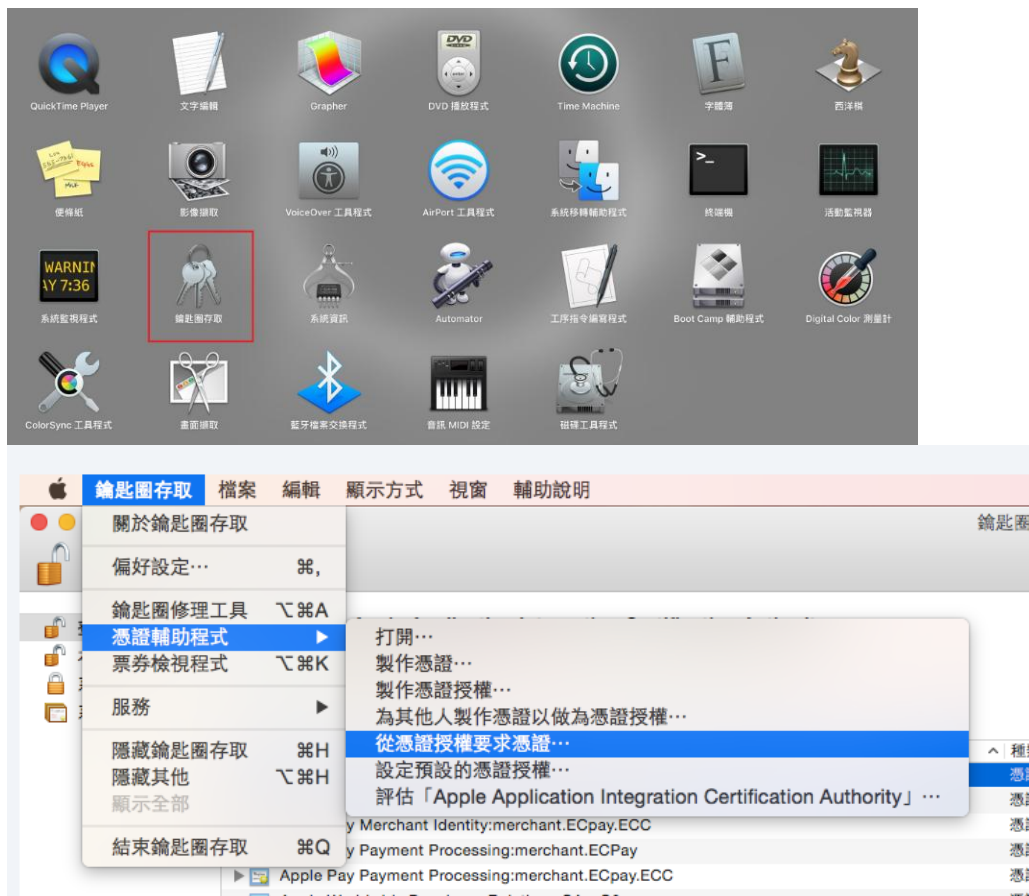 QuickTime Player
文字編輯
Grapher
DVD 播放程式
Time Machine
字體簿
西洋棋
便條紙
影像擷取
VoiceOver 工具程式
AirPort 工具程式
系統移轉輔助程式
終端機
活動監視器
WARNIN
AY 7:36
系統監視程式
鑰匙圈存取
系統資訊
Automator
工序指令編寫程式
Boot Camp 輔助程式
Digital Color 測量計
ColorSync 工具程式
畫面擷取
藍牙檔案交換程式
音訊 MIDI 設定
磁碟工具程式
鑰匙圈存取 檔案 編輯 顯示方式 視窗 輔助說明
關於鑰匙圈存取
鑰匙圈
偏好設定⋯ ⌘,
鑰匙圈修理工具 ⌥⌘A
憑證輔助程式 ▶
票券檢視程式 ⌥⌘K
服務 ▶
隱藏鑰匙圈存取 ⌘H
隱藏其他 ⌥⌘H
顯示全部
結束鑰匙圈存取 ⌘Q
打開⋯
製作憑證⋯
製作憑證授權⋯
為其他人製作憑證以做為憑證授權⋯
從憑證授權要求憑證⋯
設定預設的憑證授權⋯
評估「Apple Application Integration Certification Authority」⋯
y Merchant Identity:merchant.ECpay.ECC
y Payment Processing:merchant.ECPay
Apple Pay Payment Processing:merchant.ECpay.ECC